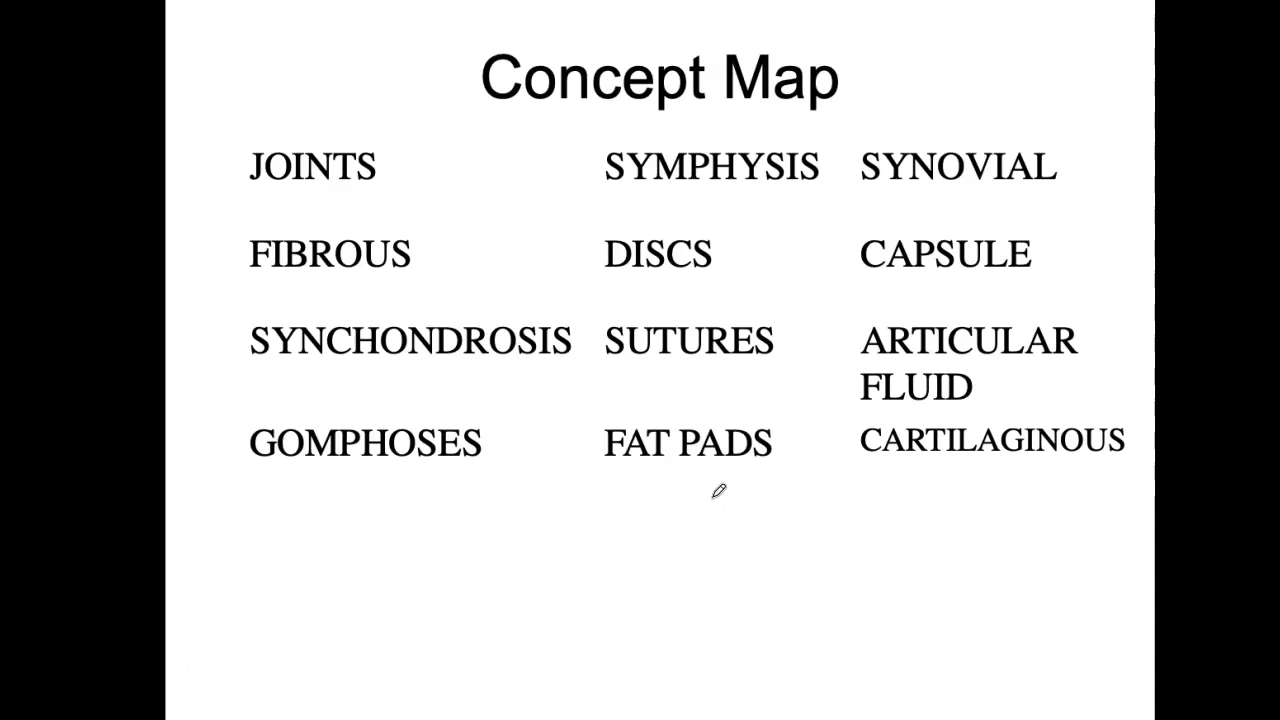 Concept Map
JOINTS SYMPHYSIS SYNOVIAL
FIBROUS DISCS CAPSULE
SYNCHONDROSIS SUTURES ARTICULAR
FLUID
GOMPHOSES FAT PADS CARTILAGINOUS